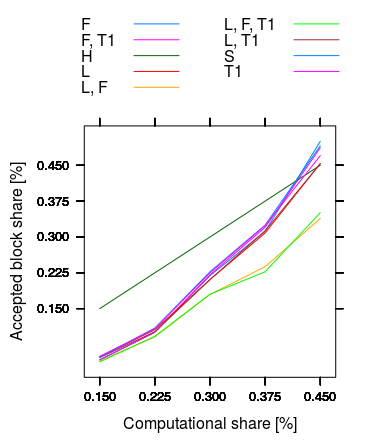 F
F, T1
H
L
L, F
L, F, T1
L, T1
S
T1
Accepted block share [%]
0.450
0.375
0.300
0.225
0.150
0.150 0.225 0.300 0.375 0.450
Computational share [%]